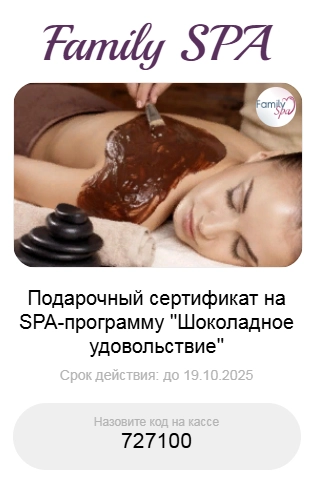 Family SPA
Family
Spa
Подарочный сертификат на
SPA-программу "Шоколадное
удовольствие"
Срок действия: до 19.10.2025
Назовите код на кассе
727100